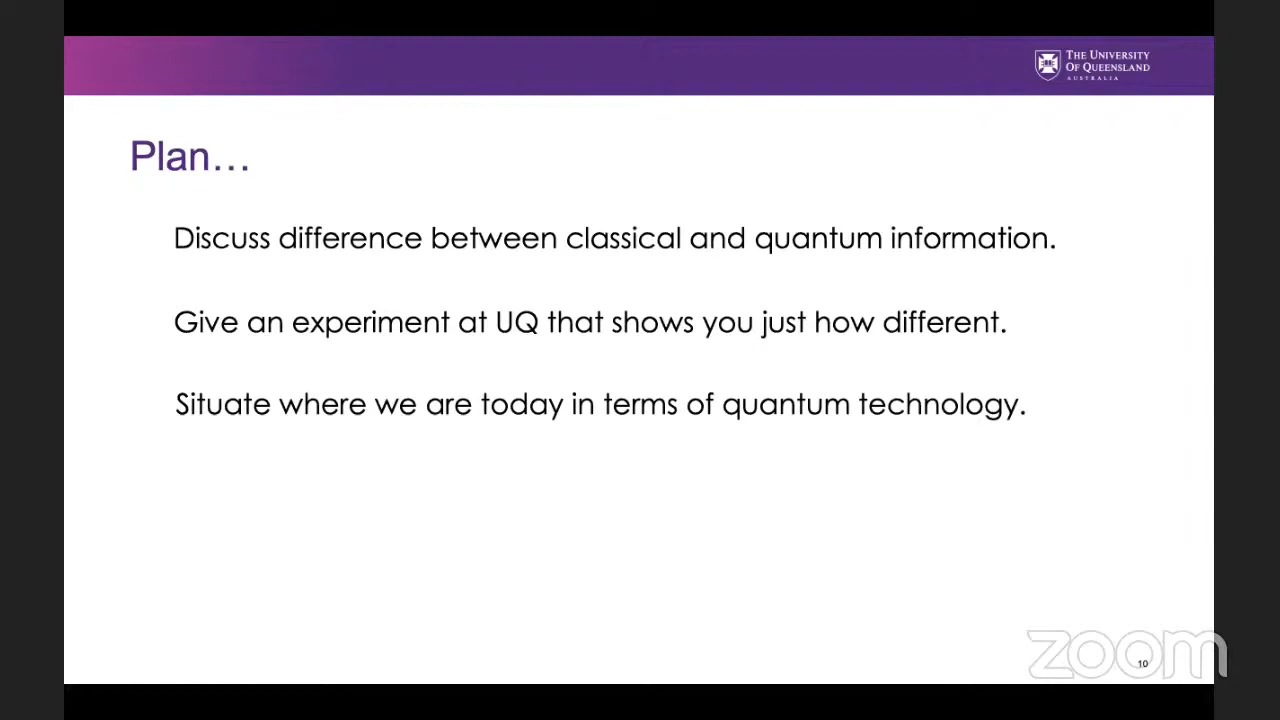 THE UNIVERSITY
OF QUEENSLAND
AUSTRALIA
Plan…
Discuss difference between classical and quantum information.
Give an experiment at UQ that shows you just how different.
Situate where we are today in terms of quantum technology.
zoom
10